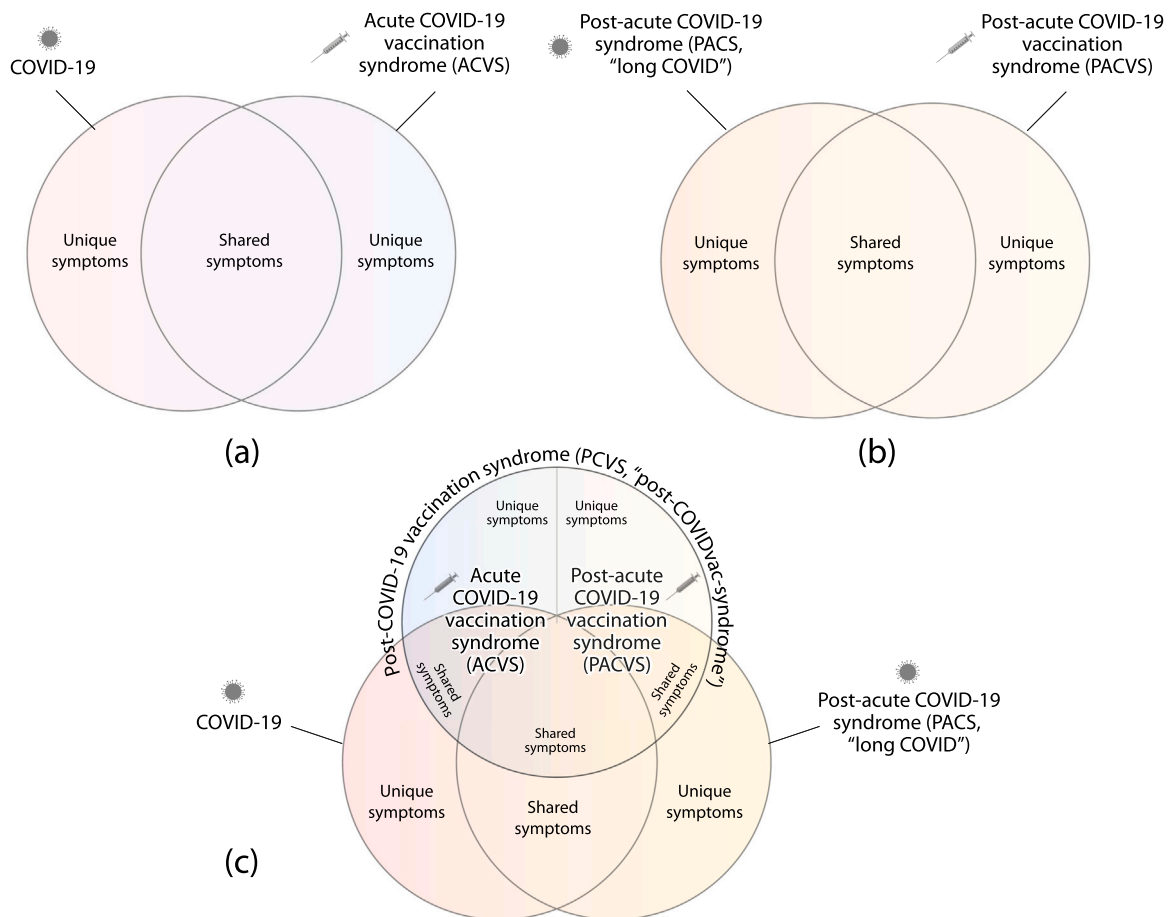 COVID-19
Acute COVID-19
vaccination
syndrome (ACVS)
Unique
symptoms
Shared
symptoms
Unique
symptoms
(a)
Post-acute COVID-19
syndrome (PACS,
“long COVID”)
Post-acute COVID-19
vaccination
syndrome (PACVS)
Unique
symptoms
Shared
symptoms
Unique
symptoms
(b)
Post-COVID-19 vaccination syndrome (PCVS, “post-COVIDvac-syndrome”)
Unique
symptoms
Unique
symptoms
Acute
COVID-19
vaccination
syndrome
(ACVS)
Post-acute
COVID-19
vaccination
syndrome
(PACVS)
Shared
symptoms
Shared
symptoms
Shared
symptoms
COVID-19
Post-acute COVID-19
syndrome (PACS,
“long COVID”)
Unique
symptoms
Shared
symptoms
Unique
symptoms
(c)